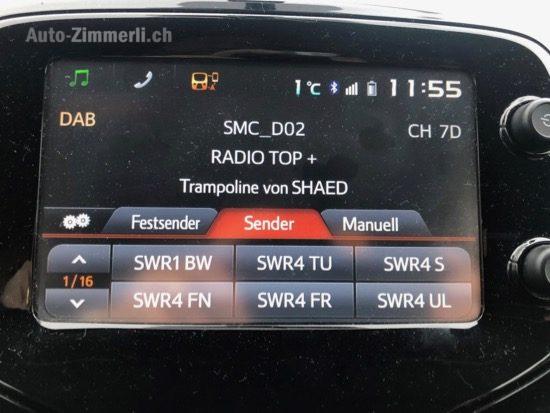 Auto-Zimmerli.ch
1°C 11:55
DAB
SMC_D02
CH 7D
RADIO TOP +
Trampoline von SHAED
Festsender Sender Manuell
SWR1 BW SWR4 TU SWR4 S
1/16
SWR4 FN SWR4 FR SWR4 UL